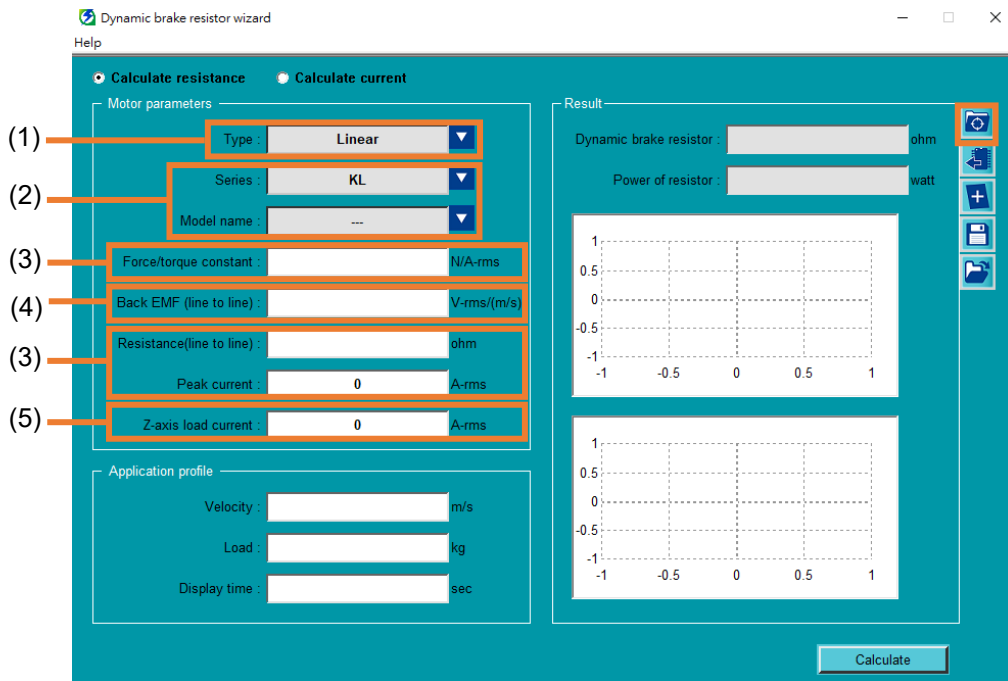 Dynamic brake resistor wizard
Help
Calculate resistance Calculate current
Motor parameters
(1) Type : Linear
(2) Series : KL
Model name : ---
(3) Force/torque constant : N/A-rms
(4) Back EMF (line to line) : V-rms/(m/s)
(3) Resistance(line to line) : ohm
Peak current : 0 A-rms
(5) Z-axis load current : 0 A-rms
Application profile
Velocity : m/s
Load : kg
Display time : sec
Result
Dynamic brake resistor : ohm
Power of resistor : watt
1
0.5
0
-0.5
-1
-1 -0.5 0 0.5 1
1
0.5
0
-0.5
-1
-1 -0.5 0 0.5 1
Calculate